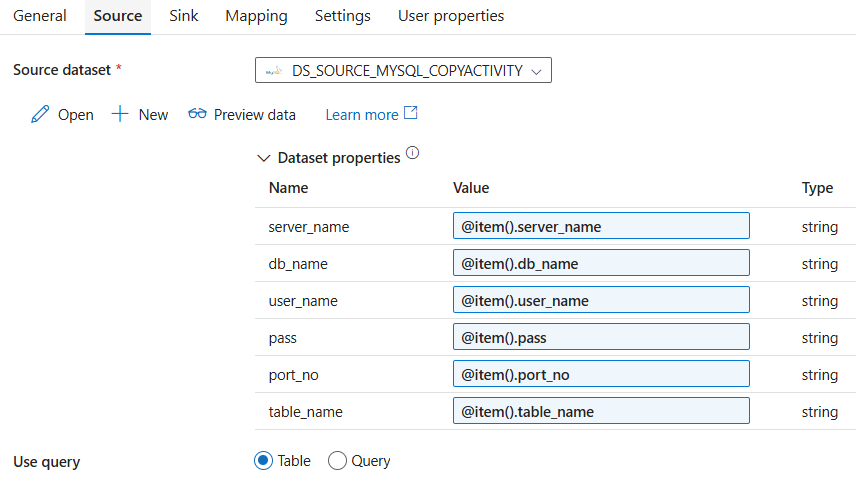 General Source Sink Mapping Settings User properties
Source dataset * DS_SOURCE_MYSQL_COPYACTIVITY
Open New Preview data Learn more
Dataset properties
Name Value Type
server_name @item().server_name string
db_name @item().db_name string
user_name @item().user_name string
pass @item().pass string
port_no @item().port_no string
table_name @item().table_name string
Use query Table Query